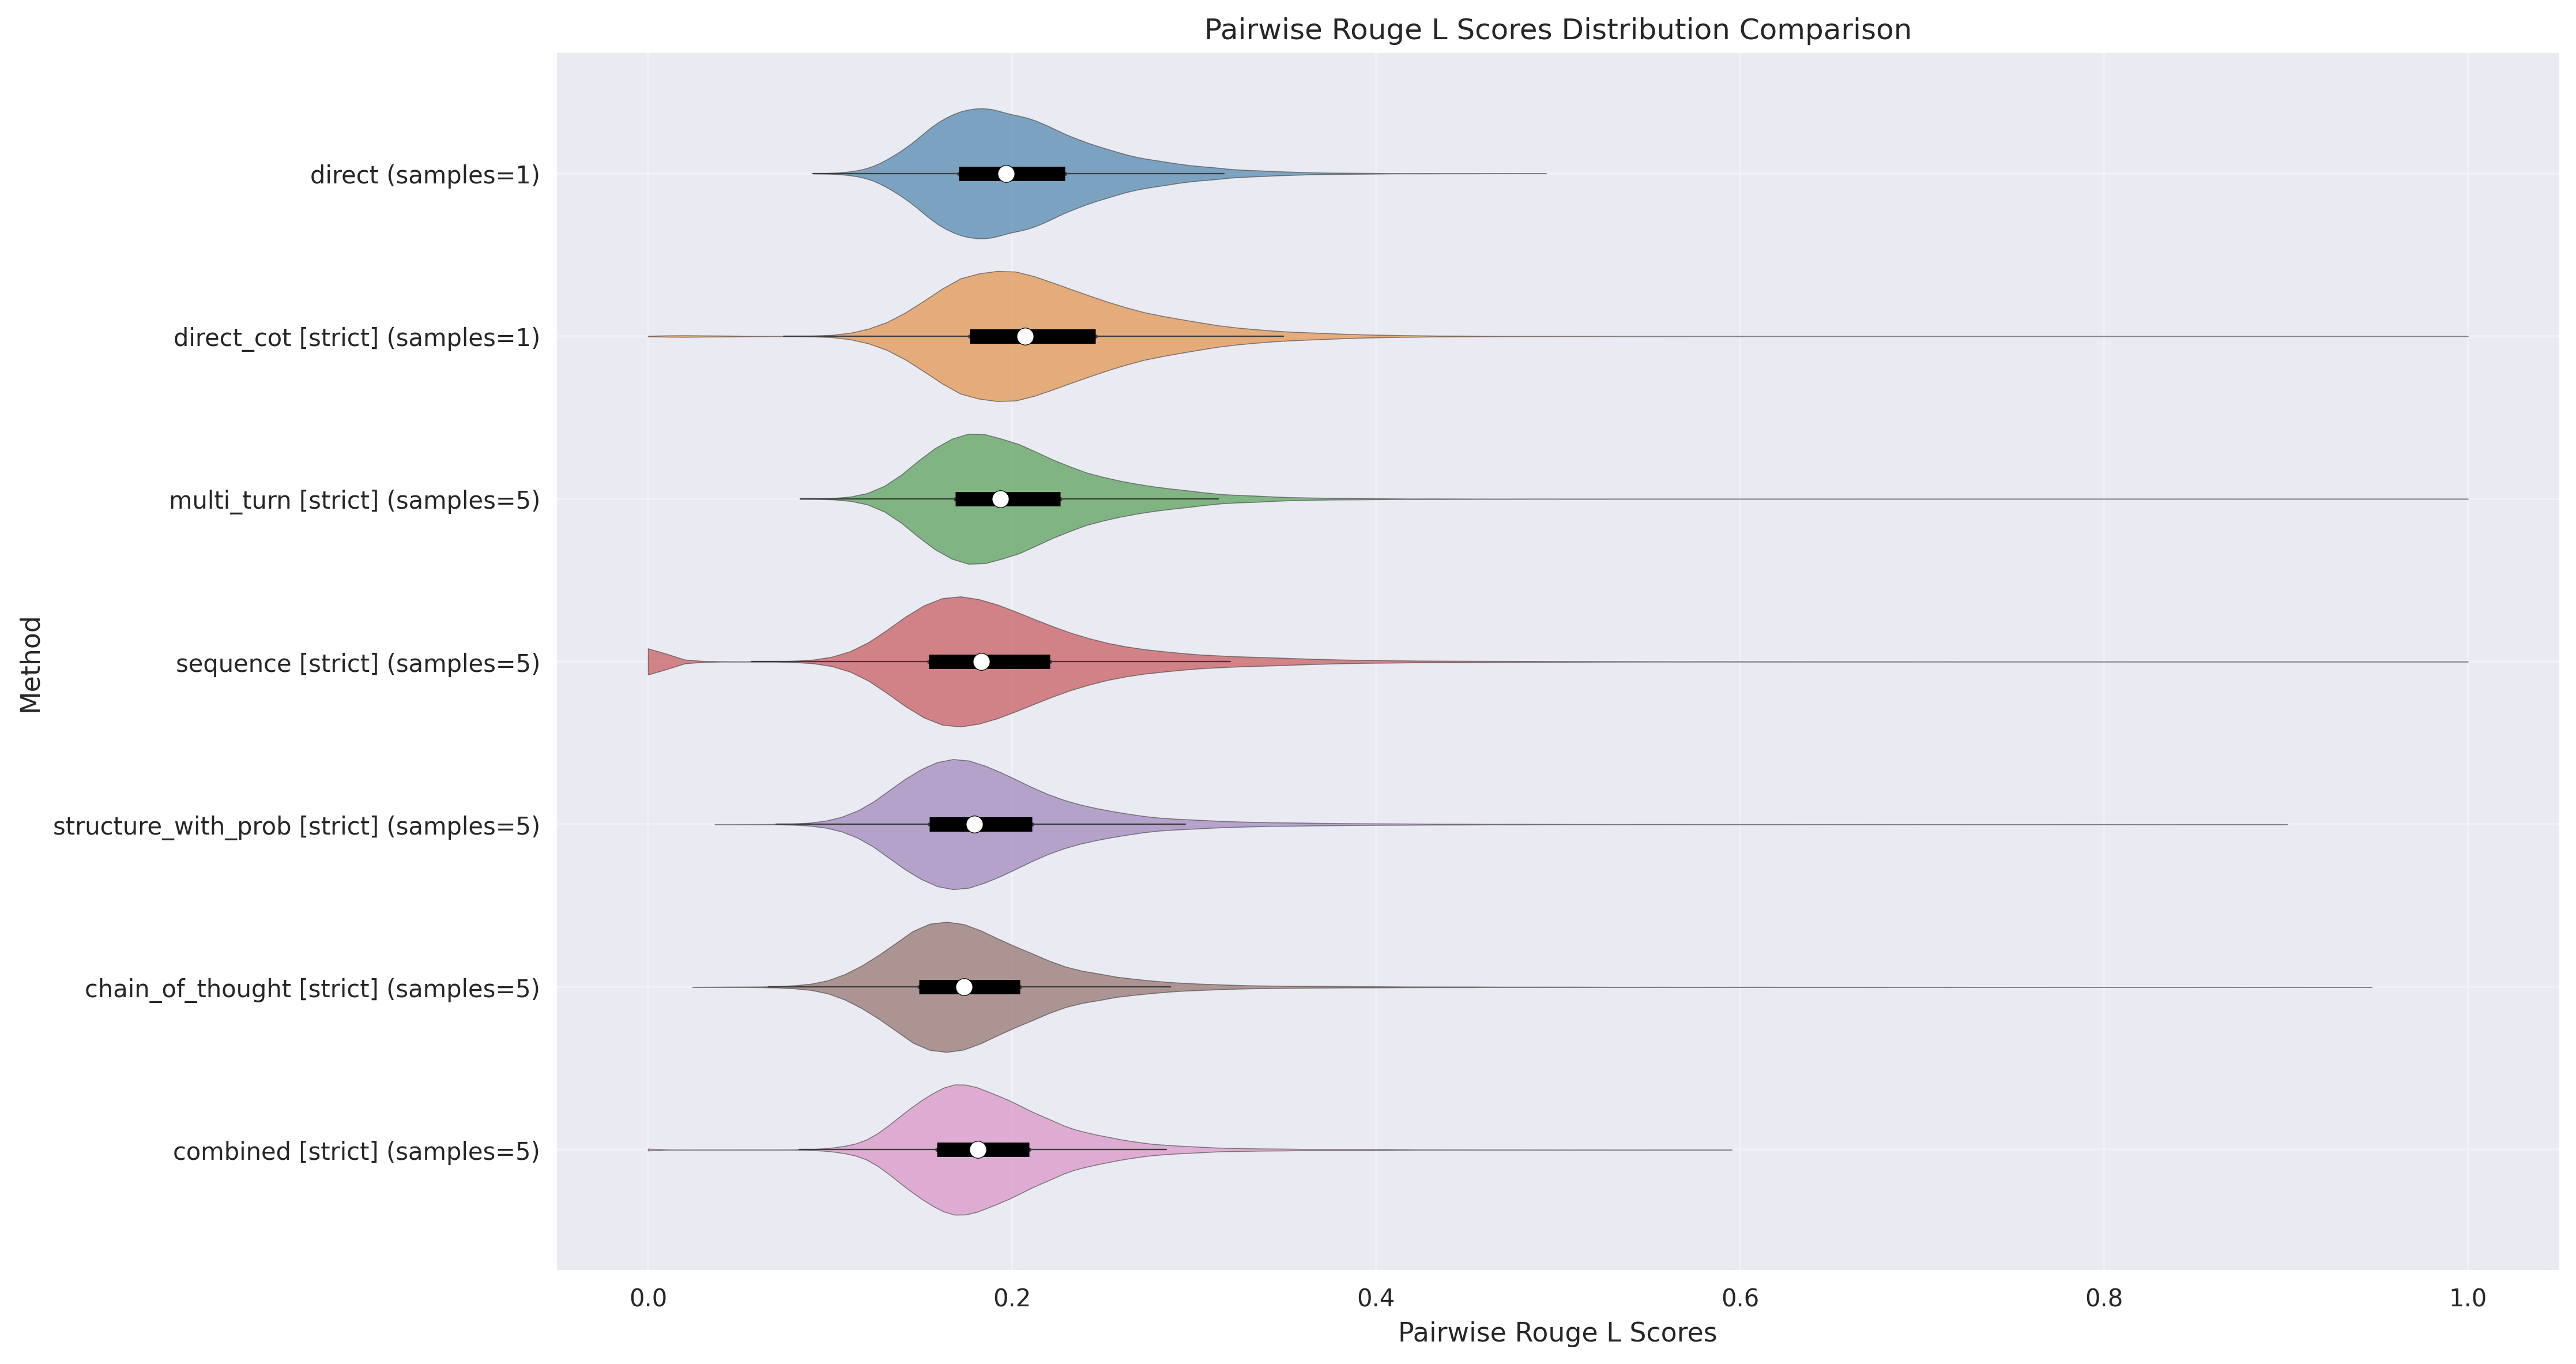 Pairwise Rouge L Scores Distribution Comparison
Method
direct (samples=1)
direct_cot [strict] (samples=1)
multi_turn [strict] (samples=5)
sequence [strict] (samples=5)
structure_with_prob [strict] (samples=5)
chain_of_thought [strict] (samples=5)
combined [strict] (samples=5)
0.0 0.2 0.4 0.6 0.8 1.0
Pairwise Rouge L Scores